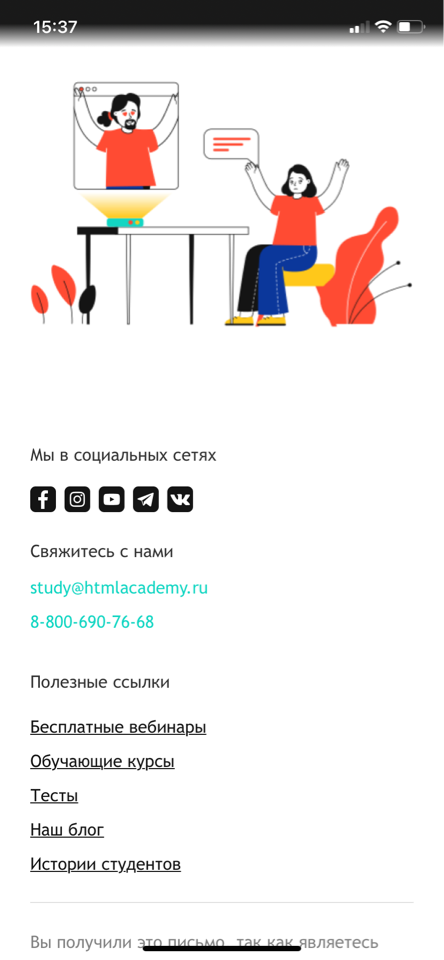 15:37
Мы в социальных сетях
Свяжитесь с нами
study@htmlacademy.ru
8-800-690-76-68
Полезные ссылки
Бесплатные вебинары
Обучающие курсы
Тесты
Наш блог
Истории студентов
Вы получили это письмо, так как являетесь